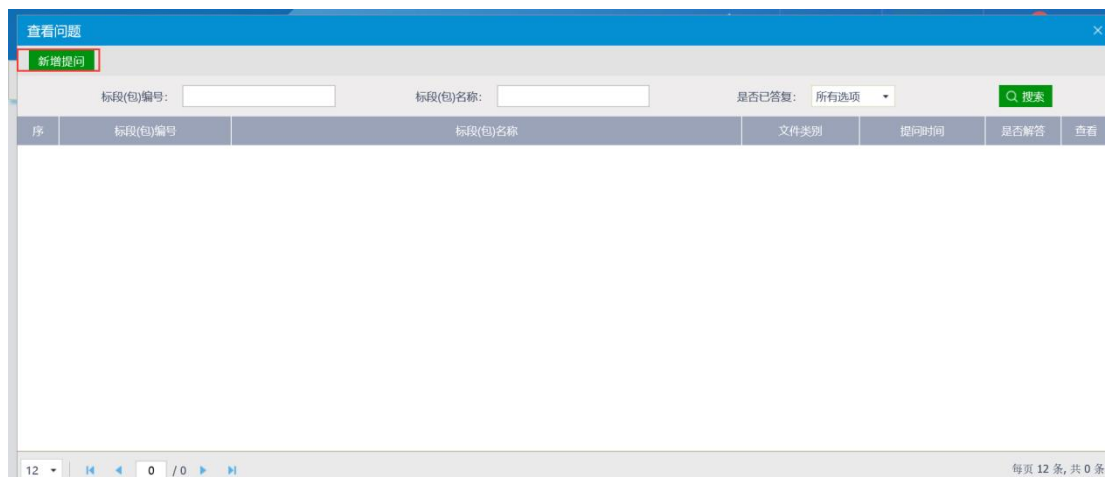 查看问题
新增提问
标段(包)编号: 标段(包)名称: 是否已答复: 所有选项 搜索
序 标段(包)编号 标段(包)名称 文件类别 提问时间 是否解答 查看
12 0 / 0 每页 12 条, 共 0 条